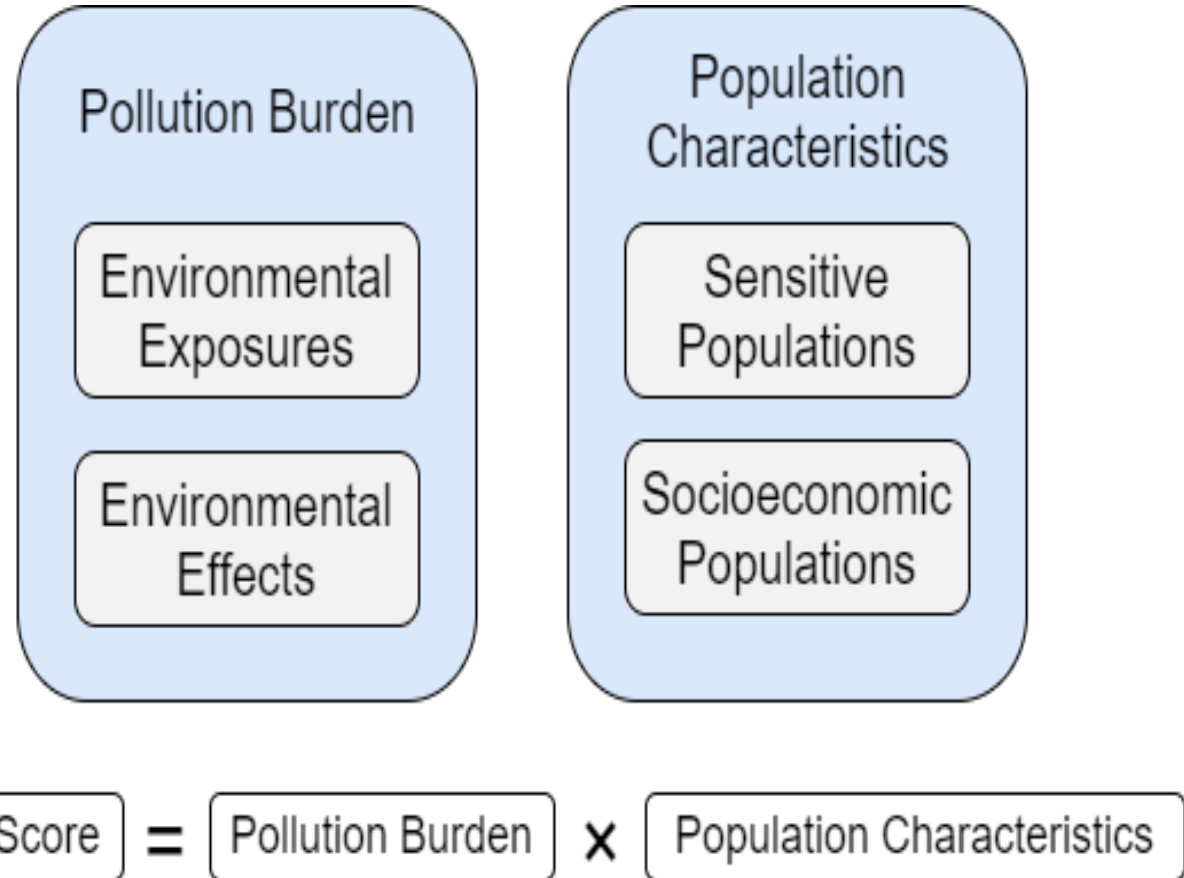 Pollution Burden
Environmental
Exposures
Environmental
Effects
Population
Characteristics
Sensitive
Populations
Socioeconomic
Populations
Score = Pollution Burden × Population Characteristics